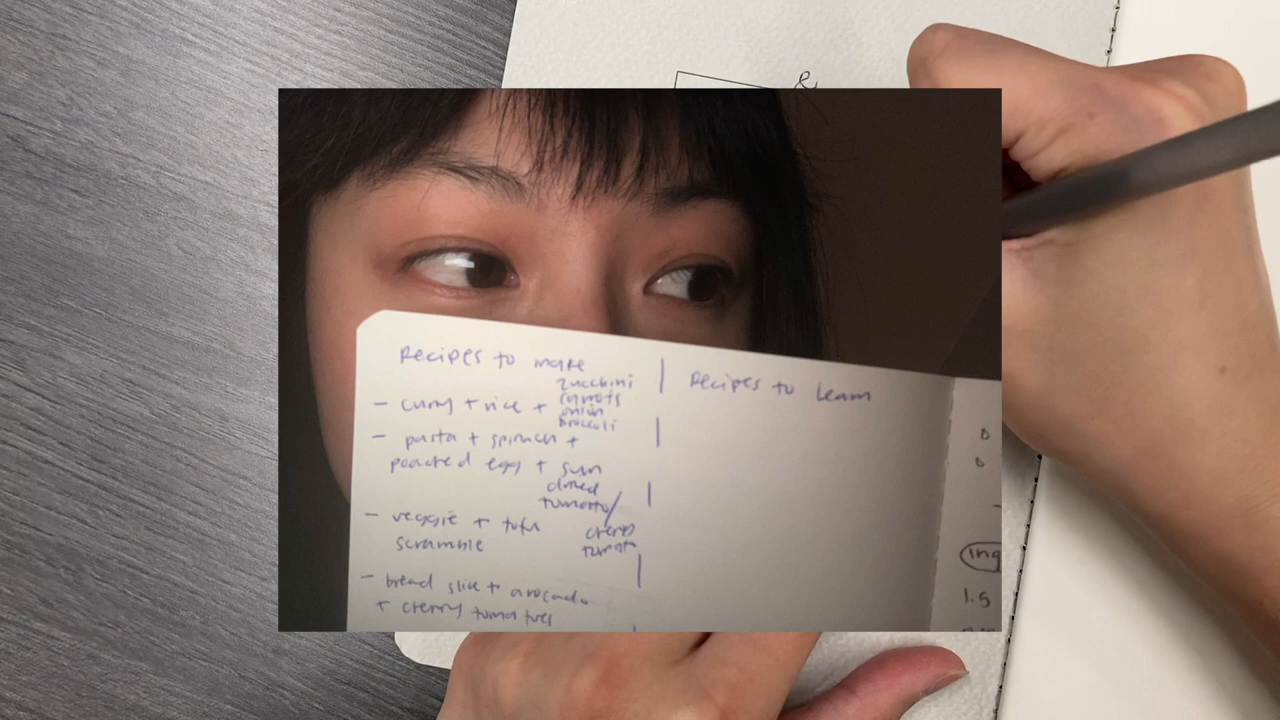 &
Recipes to make
Recipes to learn
- curry + rice + zucchini
carrots
onion
broccoli
- pasta + spinach +
poached egg + sun
dried
tomato/
cherry
tomato
- veggie + tofu
scramble
- bread slice + avocado
+ cherry tomatoes
ing
1.5